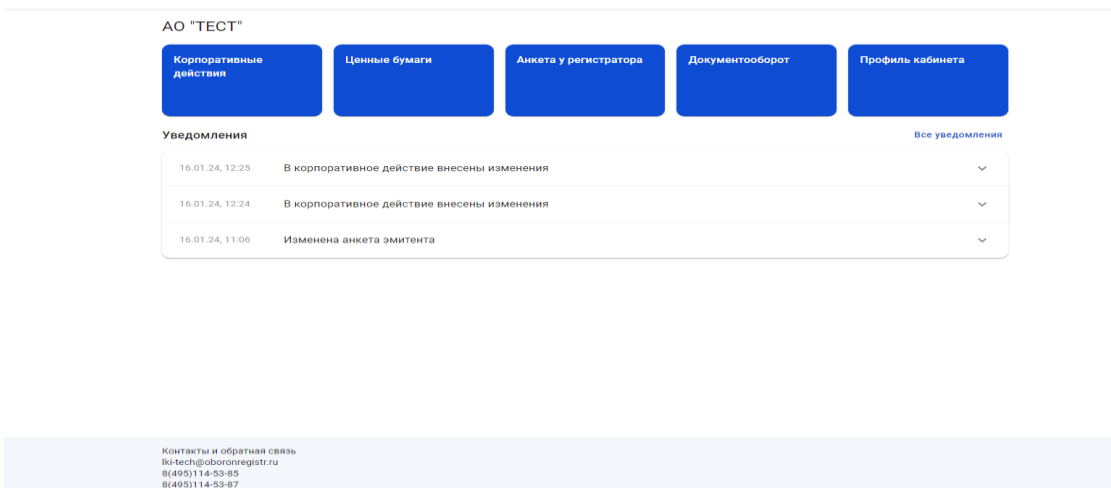 АО "ТЕСТ"
Корпоративные действия
Ценные бумаги
Анкета у регистратора
Документооборот
Профиль кабинета
Уведомления
Все уведомления
16.01.24, 12:25 В корпоративное действие внесены изменения
16.01.24, 12:24 В корпоративное действие внесены изменения
16.01.24, 11:06 Изменена анкета эмитента
Контакты и обратная связь
lki-tech@oboronregistr.ru
8(495)114-53-85
8(495)114-53-87